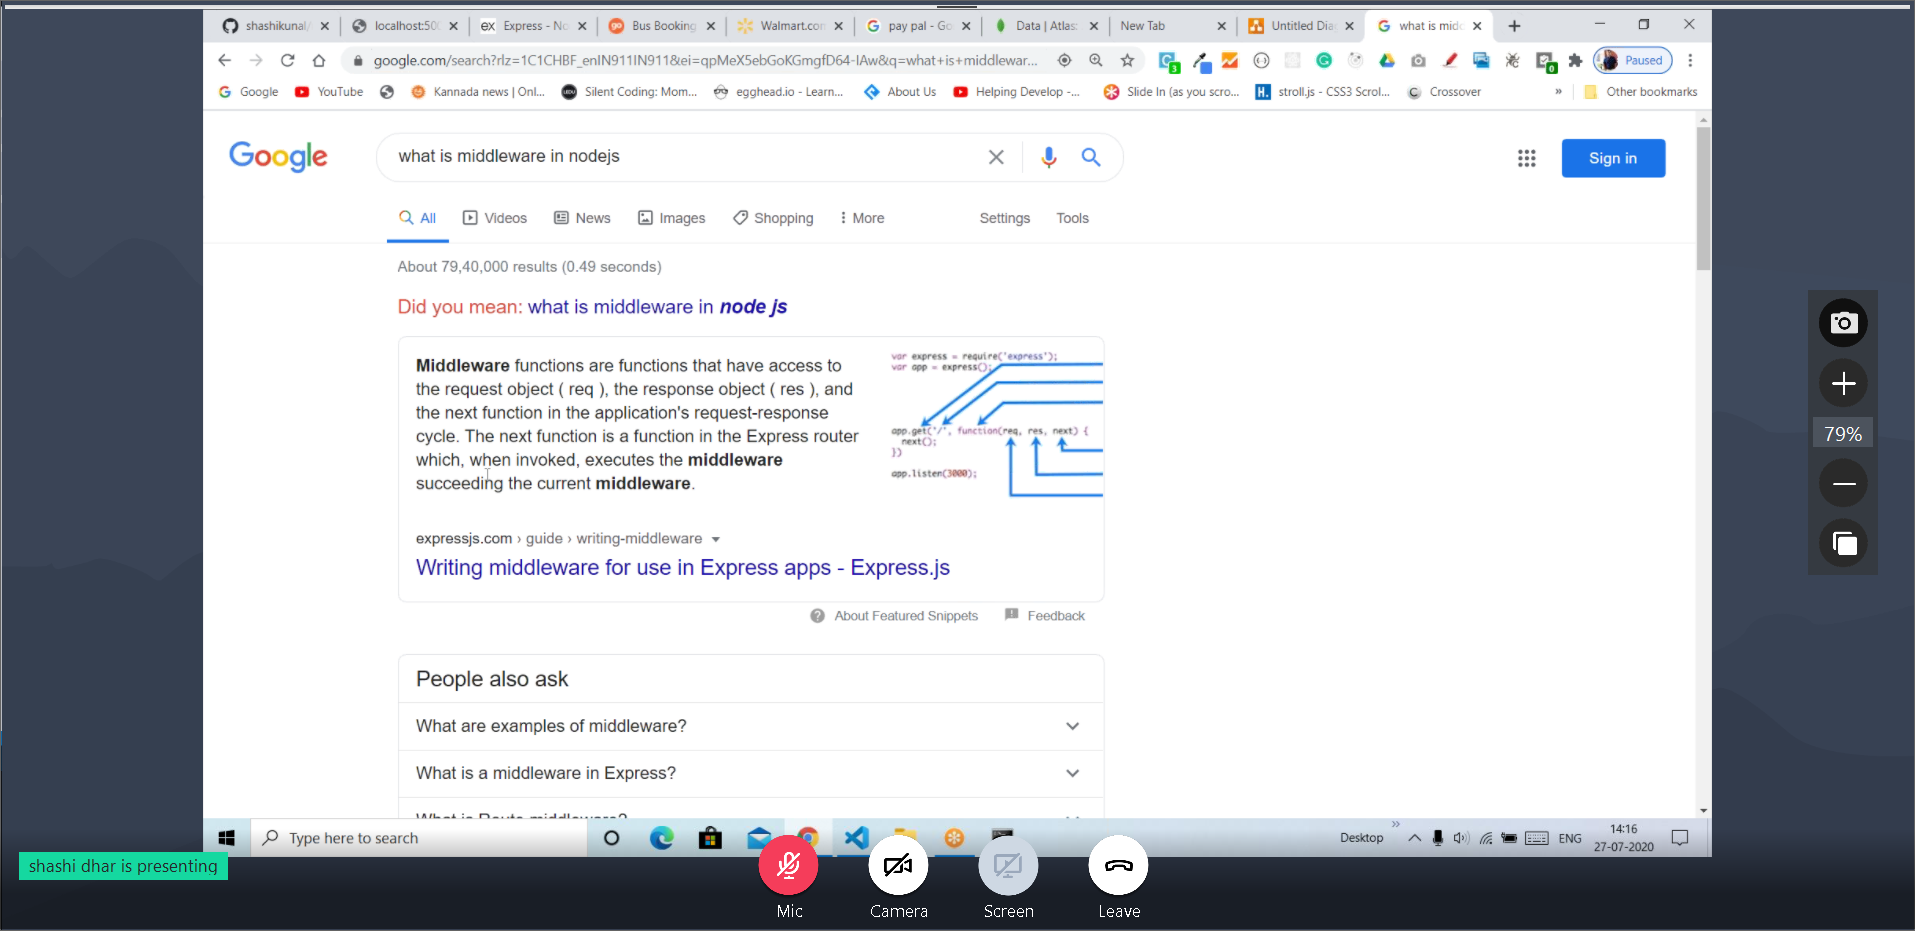 shashikunal/
localhost:500
ex Express - No
Bus Booking
Walmart.com
pay pal - Go
Data | Atlas:
New Tab
Untitled Dia
what is midd
google.com/search?rlz=1C1CHBF_enIN911IN911&ei=qpMeX5ebGoKGmgfD64-IAw&q=what+is+middlewar...
Paused
Google
YouTube
Kannada news | Onl...
Silent Coding: Mom...
egghead.io - Learn...
About Us
Helping Develop -...
Slide In (as you scro...
H. stroll.js - CSS3 Scrol...
Crossover
»
Other bookmarks
Google
what is middleware in nodejs
Sign in
All
Videos
News
Images
Shopping
More
Settings
Tools
About 79,40,000 results (0.49 seconds)
Did you mean: what is middleware in node js
Middleware functions are functions that have access to
the request object ( req ), the response object ( res ), and
the next function in the application's request-response
cycle. The next function is a function in the Express router
which, when invoked, executes the middleware
succeeding the current middleware.
var express = require('express');
var app = express();
app.get('/', function(req, res, next) {
next();
})
app.listen(3000);
expressjs.com › guide › writing-middleware
Writing middleware for use in Express apps - Express.js
About Featured Snippets
Feedback
People also ask
What are examples of middleware?
What is a middleware in Express?
What is Route middleware?
79%
Type here to search
Desktop
»
ENG
14:16
27-07-2020
shashi dhar is presenting
Mic
Camera
Screen
Leave